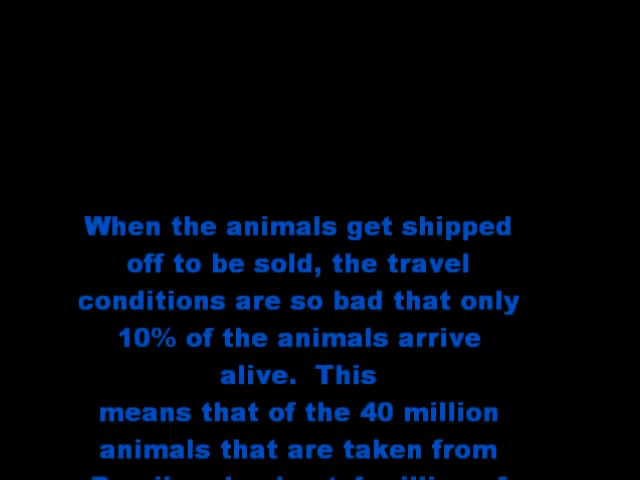 When the animals get shipped
off to be sold, the travel
conditions are so bad that only
10% of the animals arrive
alive.  This
means that of the 40 million
animals that are taken from